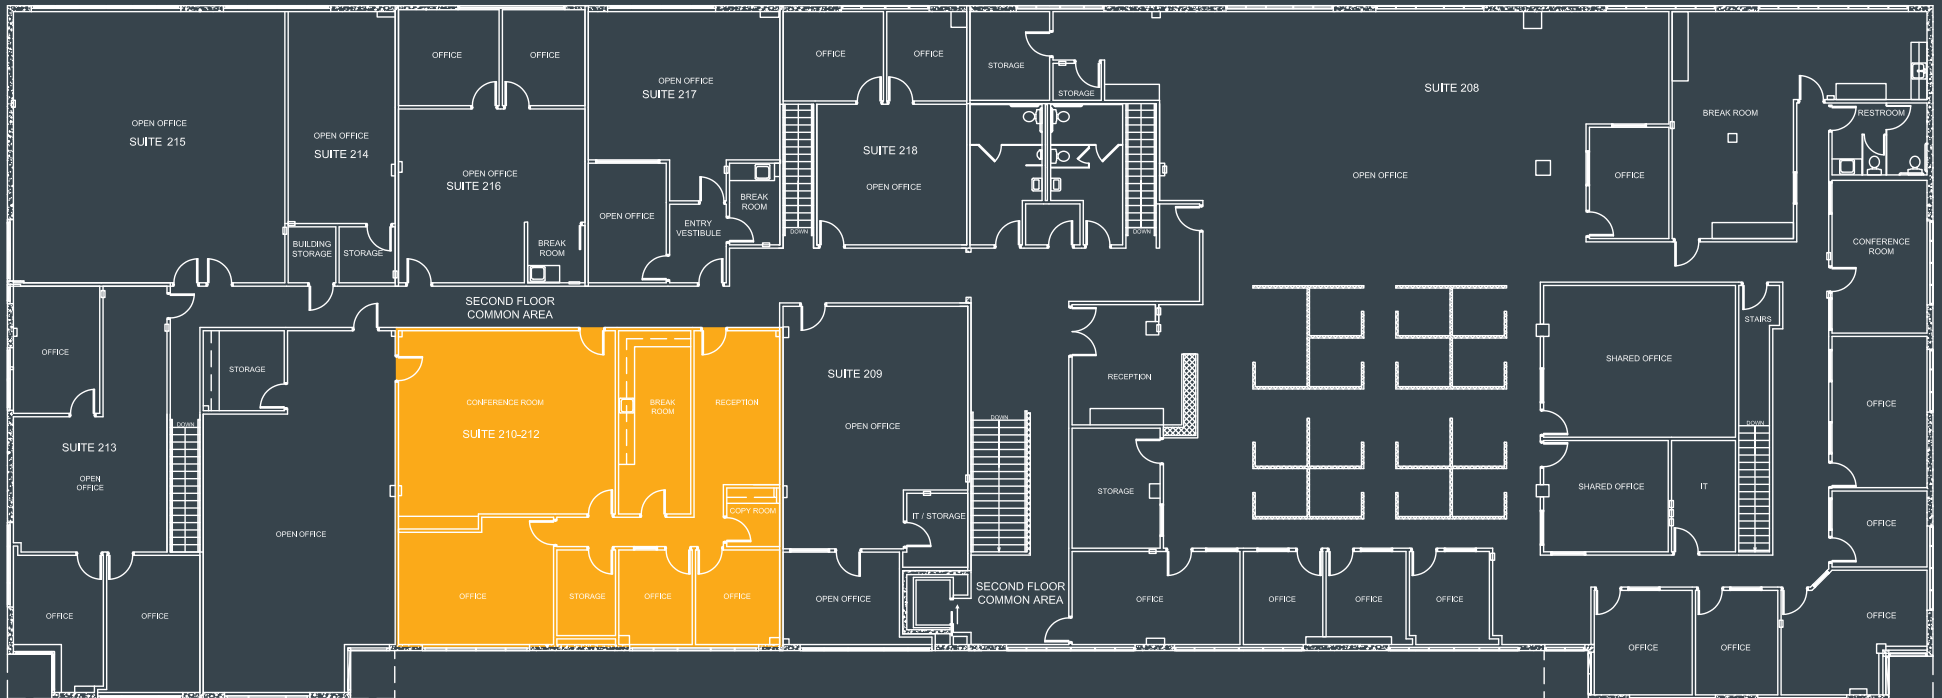 OPEN OFFICE
SUITE 215
OPEN OFFICE
SUITE 214
BUILDING
STORAGE
STORAGE
OFFICE
OFFICE
OPEN OFFICE
SUITE 216
BREAK
ROOM
OPEN OFFICE
SUITE 217
OPEN OFFICE
ENTRY
VESTIBULE
BREAK
ROOM
DOWN
OFFICE
OFFICE
SUITE 218
OPEN OFFICE
STORAGE
STORAGE
DOWN
SUITE 208
OPEN OFFICE
OFFICE
BREAK ROOM
RESTROOM
CONFERENCE
ROOM
SECOND FLOOR
COMMON AREA
OFFICE
SUITE 213
OPEN
OFFICE
DOWN
OFFICE
OFFICE
STORAGE
OPEN OFFICE
CONFERENCE ROOM
SUITE 210-212
BREAK
ROOM
RECEPTION
COPY ROOM
OFFICE
STORAGE
OFFICE
OFFICE
SUITE 209
OPEN OFFICE
IT / STORAGE
OPEN OFFICE
DOWN
SECOND FLOOR
COMMON AREA
RECEPTION
STORAGE
OFFICE
OFFICE
OFFICE
OFFICE
SHARED OFFICE
STAIRS
SHARED OFFICE
IT
DOWN
OFFICE
OFFICE
OFFICE
OFFICE
OFFICE